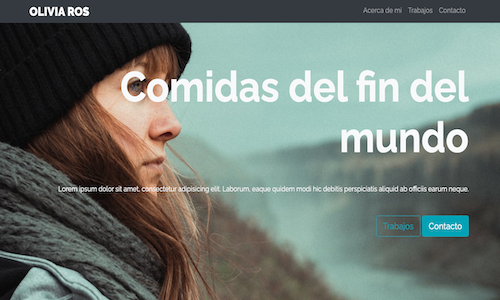 OLIVIA ROS
Acerca de mi Trabajos Contacto
Comidas del fin del
mundo
Lorem ipsum dolor sit amet, consectetur adipisicing elit. Laborum, eaque quidem modi hic debitis perspiciatis aliquid ab officiis earum neque.
Trabajos Contacto